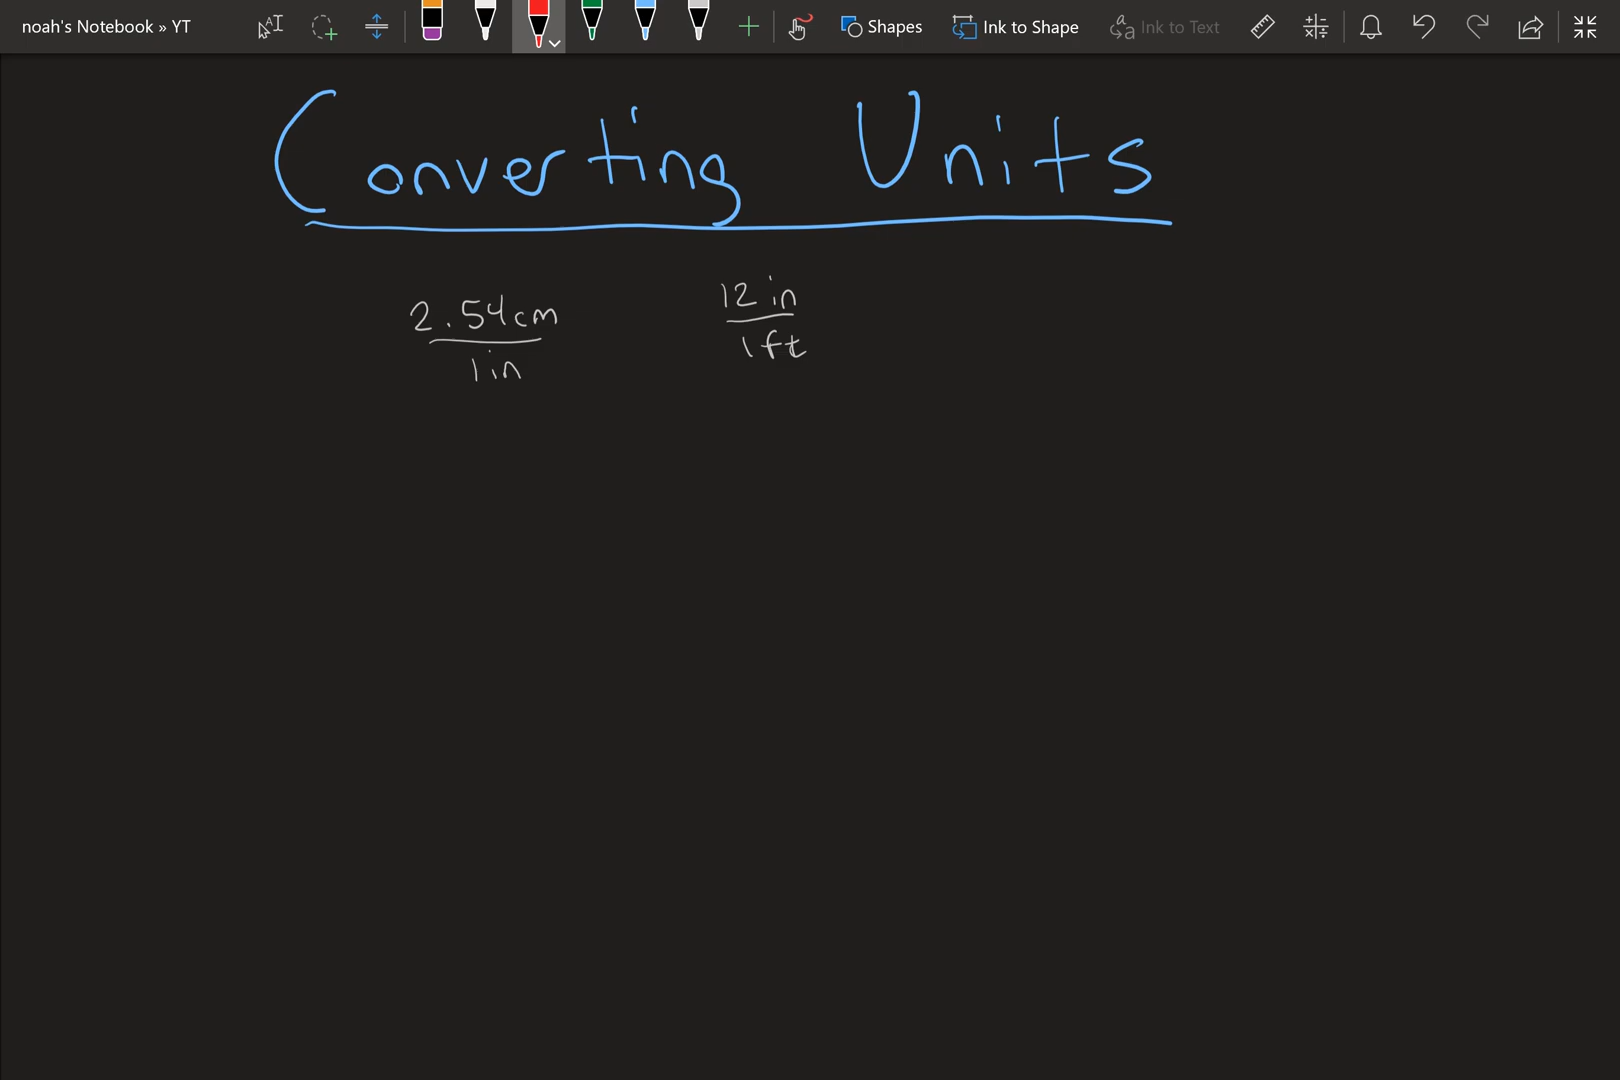 noah's Notebook » YT Shapes Ink to Shape Ink to Text
Converting Units
2.54cm
1in
12 in
1ft